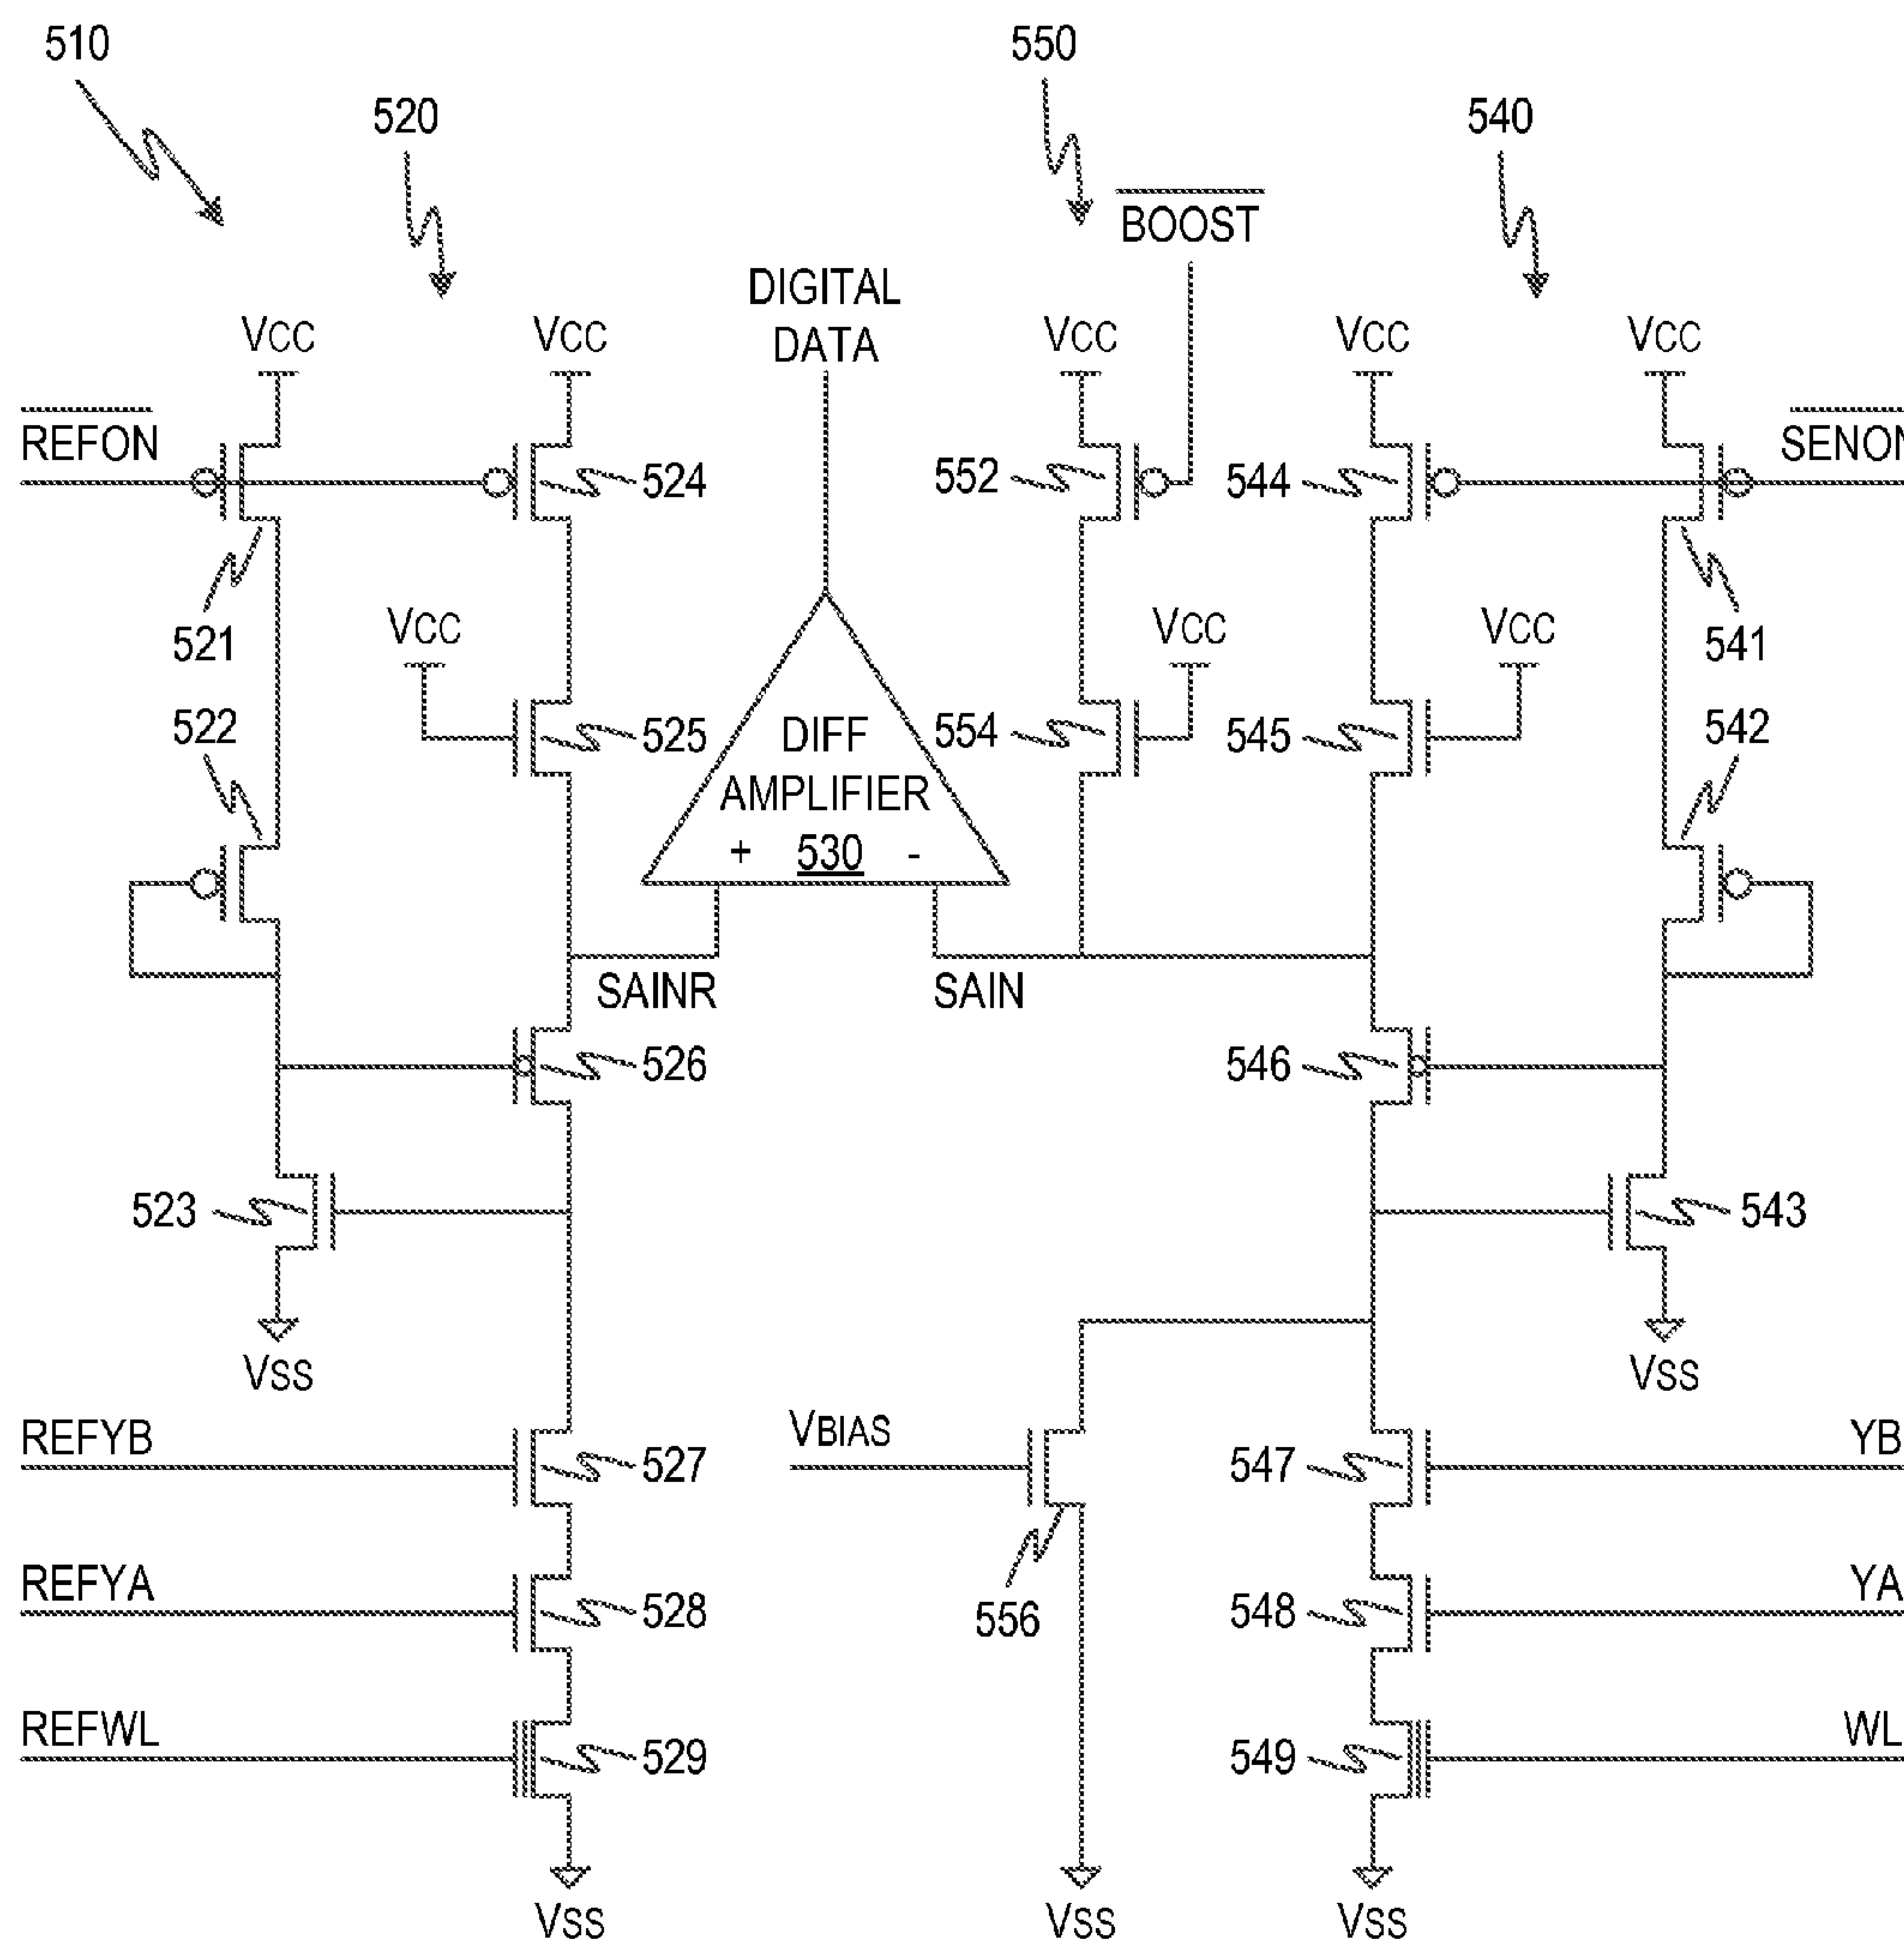 510
550
520
540
BOOST
DIGITAL
DATA
VCC
VCC
VCC
VCC
VCC
REFON
SENON
524
552
544
521
VCC
VCC
VCC
541
522
525
DIFF
AMPLIFIER
+ 530 -
554
545
542
SAINR
SAIN
526
546
523
543
VSS
VSS
REFYB
527
VBIAS
547
YB
REFYA
528
556
548
YA
REFWL
529
549
WL
VSS
VSS
VSS